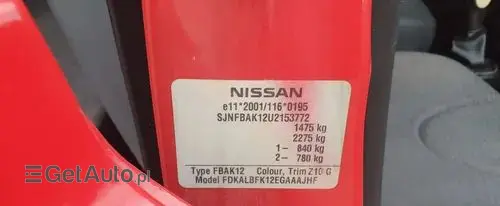 NISSAN
e11*2001/116*0195
SJNFBAK12U2153772
1475 kg
2275 kg
1- 840 kg
2- 780 kg
Type FBAK12 Colour, Trim Z10 G
Model FDKALBFK12EGAAAJHF
GetAuto.pl